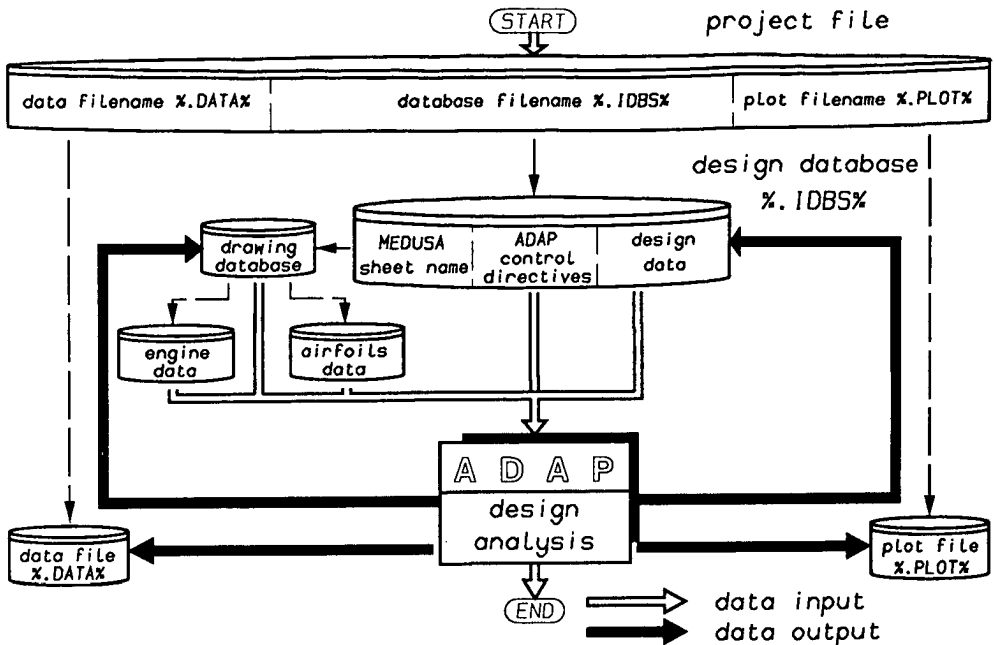 START
project file
data filename %.DATA%
database filename %.IDBS%
plot filename %.PLOT%
design database
%.IDBS%
drawing
database
MEDUSA
sheet name
ADAP
control
directives
design
data
engine
data
airfoils
data
ADAP
design
analysis
data file
%.DATA%
plot file
%.PLOT%
END
data input
data output